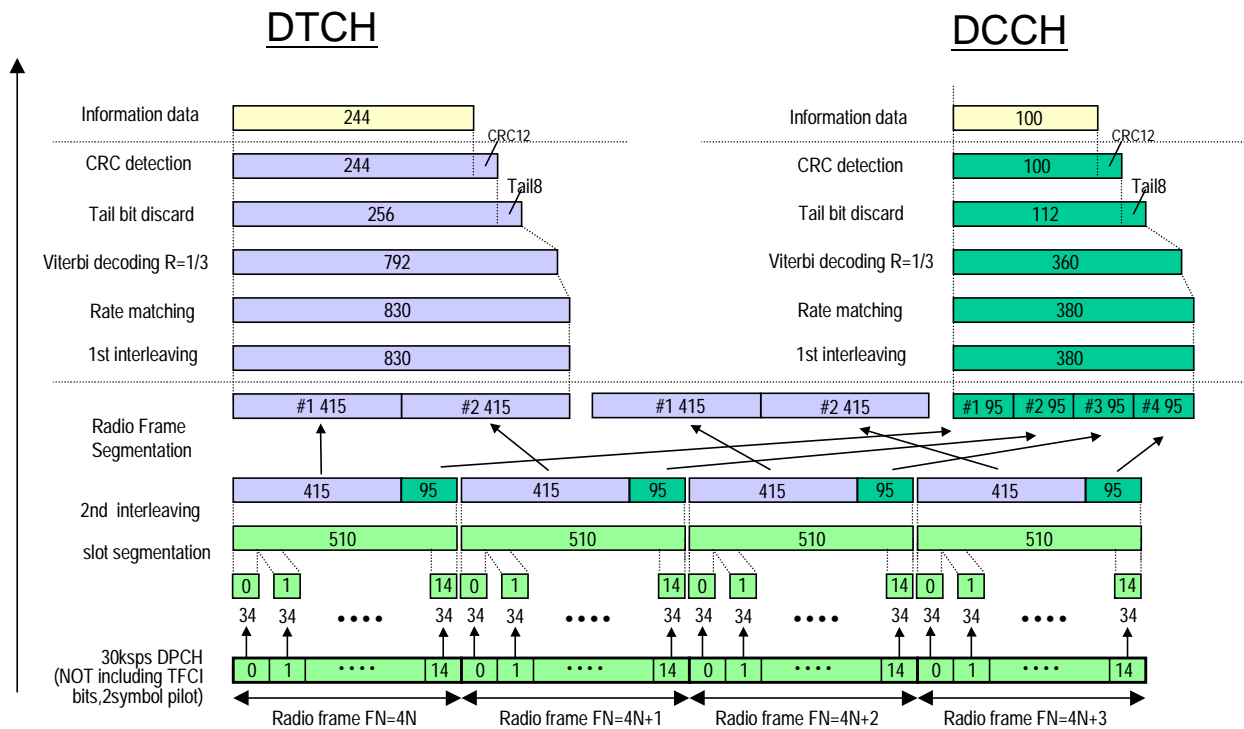 DTCH
DCCH
Information data
244
Information data
100
CRC12
CRC12
CRC detection
244
CRC detection
100
Tail8
Tail8
Tail bit discard
256
Tail bit discard
112
Viterbi decoding R=1/3
792
Viterbi decoding R=1/3
360
Rate matching
830
Rate matching
380
1st interleaving
830
1st interleaving
380
#1 415
#2 415
#1 415
#2 415
#1 95
#2 95
#3 95
#4 95
Radio Frame
Segmentation
415
95
415
95
415
95
415
95
2nd interleaving
510
510
510
510
slot segmentation
0
1
14
0
1
14
0
1
14
0
1
14
34
34
••••
34
34
34
••••
34
34
34
••••
34
34
34
••••
34
30ksps DPCH
(NOT including TFCI
bits,2symbol pilot)
0
1
••••
14
0
1
••••
14
0
1
••••
14
0
1
••••
14
Radio frame FN=4N
Radio frame FN=4N+1
Radio frame FN=4N+2
Radio frame FN=4N+3